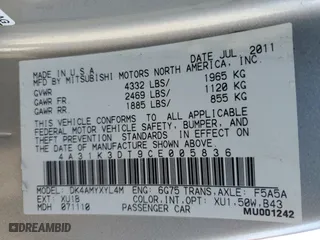 AG
DATE JUL. 2011
MADE IN U.S.A.
BY MITSUBISHI MOTORS NORTH AMERICA, INC.
GVWR 4332 LBS/ 1965 KG
GAWR FR 2469 LBS/ 1120 KG
GAWR RR 1885 LBS/ 855 KG
THIS VEHICLE CONFORMS TO ALL APPLICABLE
FEDERAL MOTOR VEHICLE SAFETY, BUMPER, AND
THEFT PREVENTION STANDARDS IN EFFECT ON
THE DATE OF MANUFACTURE SHOWN ABOVE.
4A31K3DT9CE005836
MODEL: DK4AMYXYL4M ENG: 6G75 TRANS.AXLE: F5A5A
EXT: XU1B COLOR.INT.OPT: XU1.50W.B43
MDH 071110 PASSENGER CAR MU001242